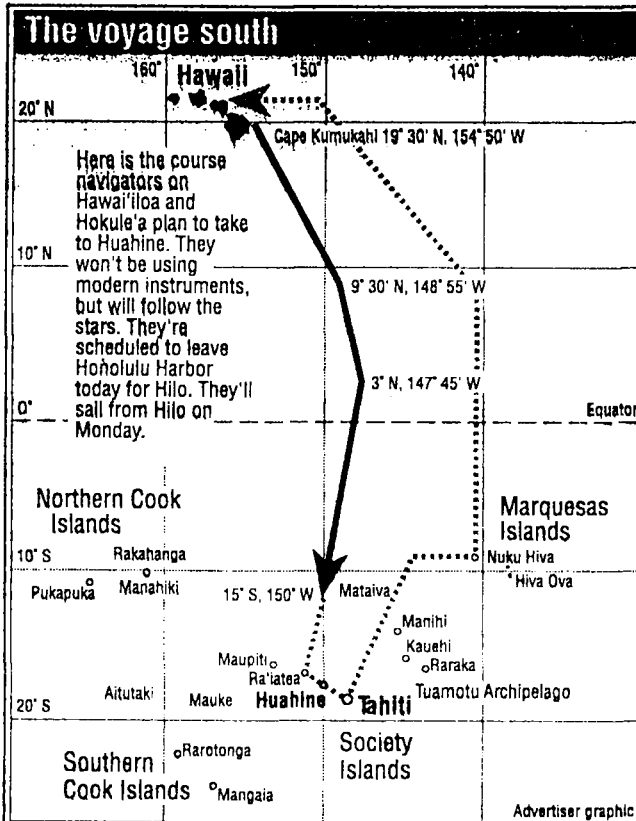 The voyage south
160°
150°
140°
Hawaii
20° N
Cape Kumukahi 19° 30' N, 154° 50' W
Here is the course
navigators on
Hawai'iloa and
Hokule'a plan to take
to Huahine. They
won't be using
modern instruments,
but will follow the
stars. They're
scheduled to leave
Honolulu Harbor
today for Hilo. They'll
sail from Hilo on
Monday.
10° N
9° 30' N, 148° 55' W
3° N, 147° 45' W
0°
Equator
Northern Cook
Islands
Marquesas
Islands
Rakahanga
Nuku Hiva
10° S
Pukapuka
Manahiki
15° S, 150° W
Mataiva
Hiva Ova
Manihi
Maupiti
Kauehi
Ra'iatea
Raraka
Aitutaki
Mauke
Huahine
Tahiti
Tuamotu Archipelago
20° S
Society
Islands
Rarotonga
Southern
Cook Islands
Mangaia
Advertiser graphic